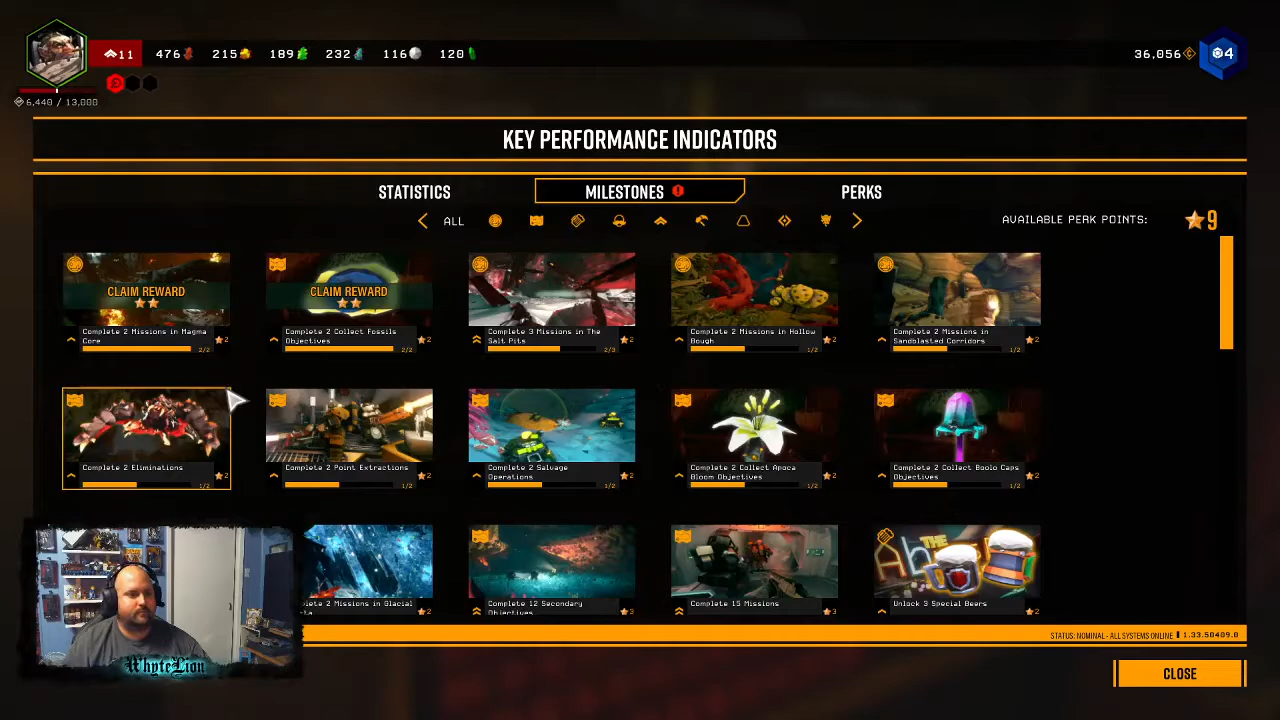 11 476 215 189 232 116 120 36,056 4
6,440 / 13,000
KEY PERFORMANCE INDICATORS
STATISTICS MILESTONES ! PERKS
ALL AVAILABLE PERK POINTS: 9
CLAIM REWARD
Complete 2 Missions in Magma
Core
2
2/2
CLAIM REWARD
Complete 2 Collect Fossils
Objectives
2
2/2
Complete 3 Missions in The
Salt Pits
2
2/3
Complete 2 Missions in Hollow
Bough
2
1/2
Complete 2 Missions in
Sandblasted Corridors
2
1/2
Complete 2 Eliminations
2
1/2
Complete 2 Point Extractions
2
1/2
Complete 2 Salvage
Operations
2
1/2
Complete 2 Collect Apoca
Bloom Objectives
2
1/2
Complete 2 Collect Boolo Caps
Objectives
2
1/2
2 Missions in Glacial
2
Complete 12 Secondary
Objectives
3
Complete 15 Missions
3
THE
Ab
Unlock 3 Special Beers
2
STATUS: NOMINAL - ALL SYSTEMS ONLINE 1.33.50409.0
WhyteLion
CLOSE